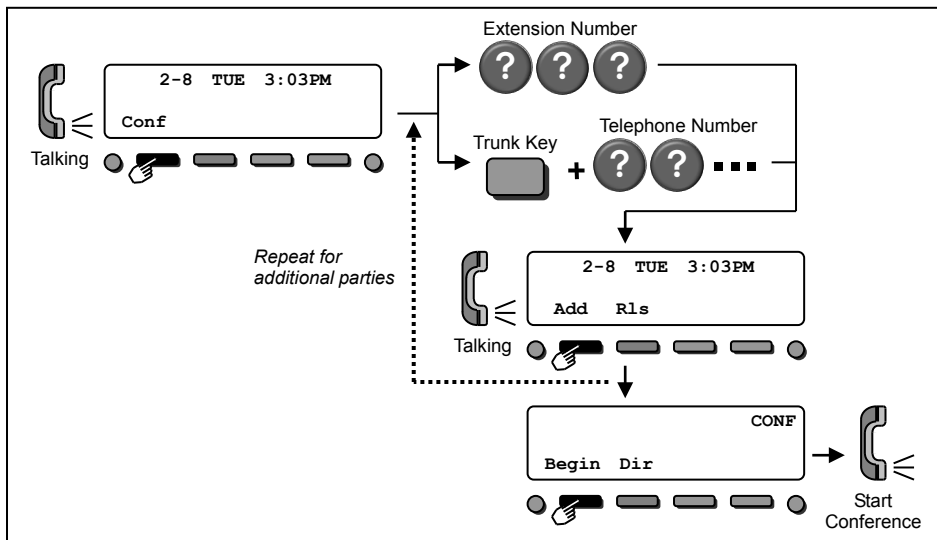 Extension Number
? ? ?
2-8 TUE 3:03PM
Conf
Talking
Trunk Key
+
Telephone Number
? ?
Repeat for
additional parties
2-8 TUE 3:03PM
Add Rls
Talking
CONF
Begin Dir
Start
Conference